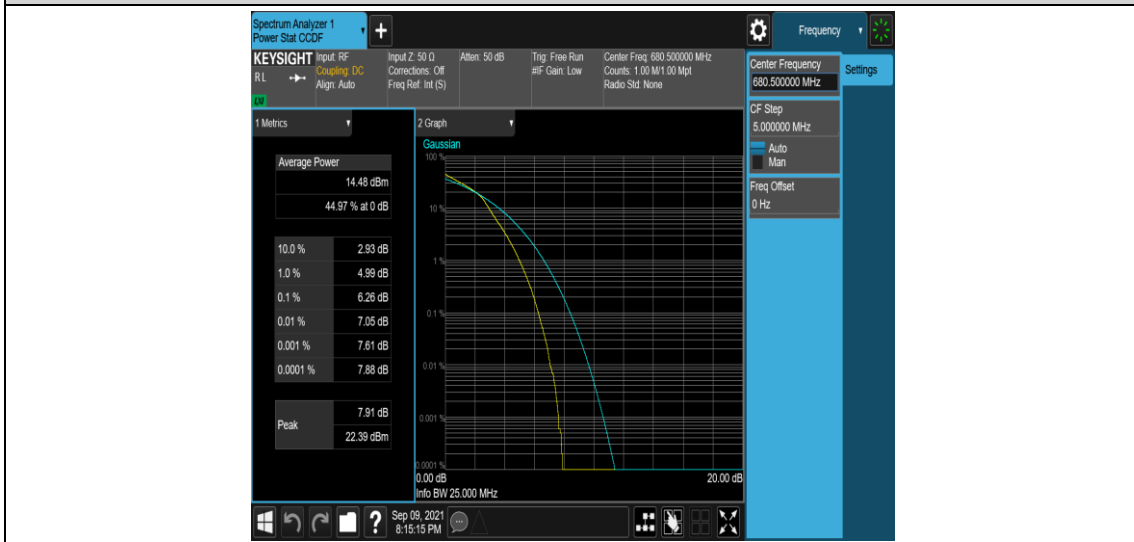 Spectrum Analyzer 1
Power Stat CCDF
+
Frequency
KEYSIGHT
RL
LXI
Input: RF
Coupling: DC
Align: Auto
Input Z: 50 Ω
Corrections: Off
Freq Ref: Int (S)
Atten: 50 dB
Trig: Free Run
#IF Gain: Low
Center Freq: 680.500000 MHz
Counts: 1.00 M/1.00 Mpt
Radio Std: None
Center Frequency
680.500000 MHz
Settings
CF Step
5.000000 MHz
Auto
Man
Freq Offset
0 Hz
1 Metrics
Average Power
14.48 dBm
44.97 % at 0 dB
10.0 % 2.93 dB
1.0 % 4.99 dB
0.1 % 6.26 dB
0.01 % 7.05 dB
0.001 % 7.61 dB
0.0001 % 7.88 dB
Peak 7.91 dB
22.39 dBm
2 Graph
Gaussian
100 %
10 %
1 %
0.1 %
0.01 %
0.001 %
0.0001 %
0.00 dB 20.00 dB
Info BW 25.000 MHz
?
Sep 09, 2021
8:15:15 PM